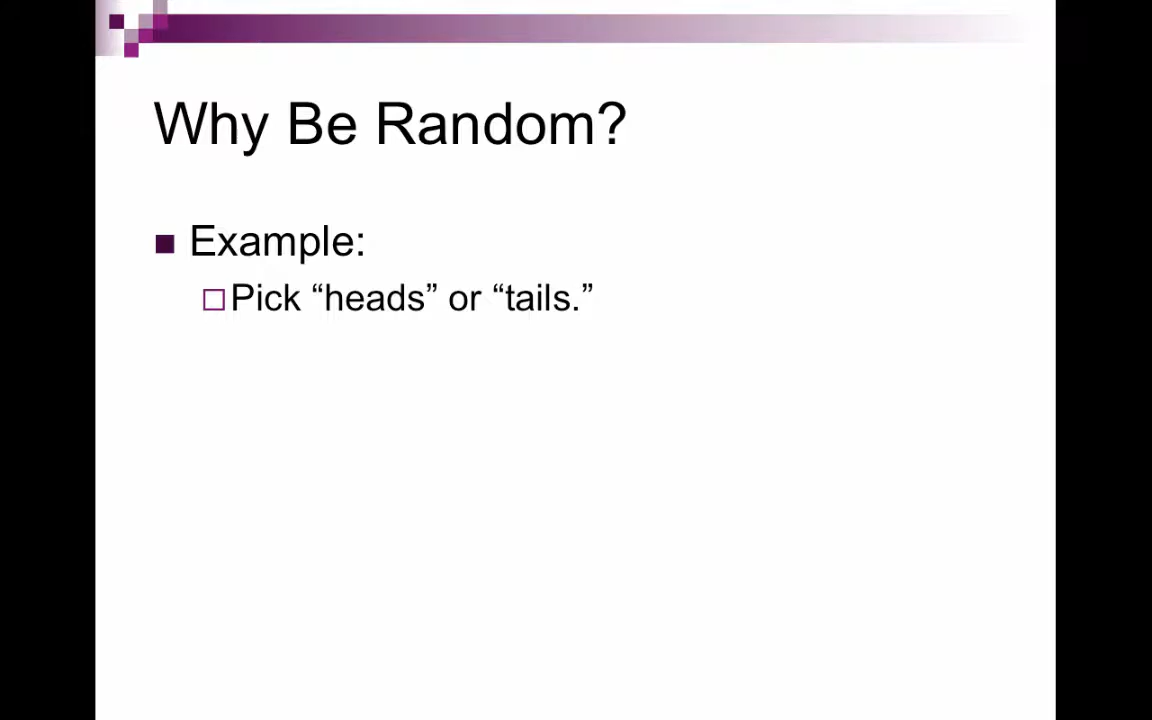 Why Be Random?
Example:
Pick “heads” or “tails.”